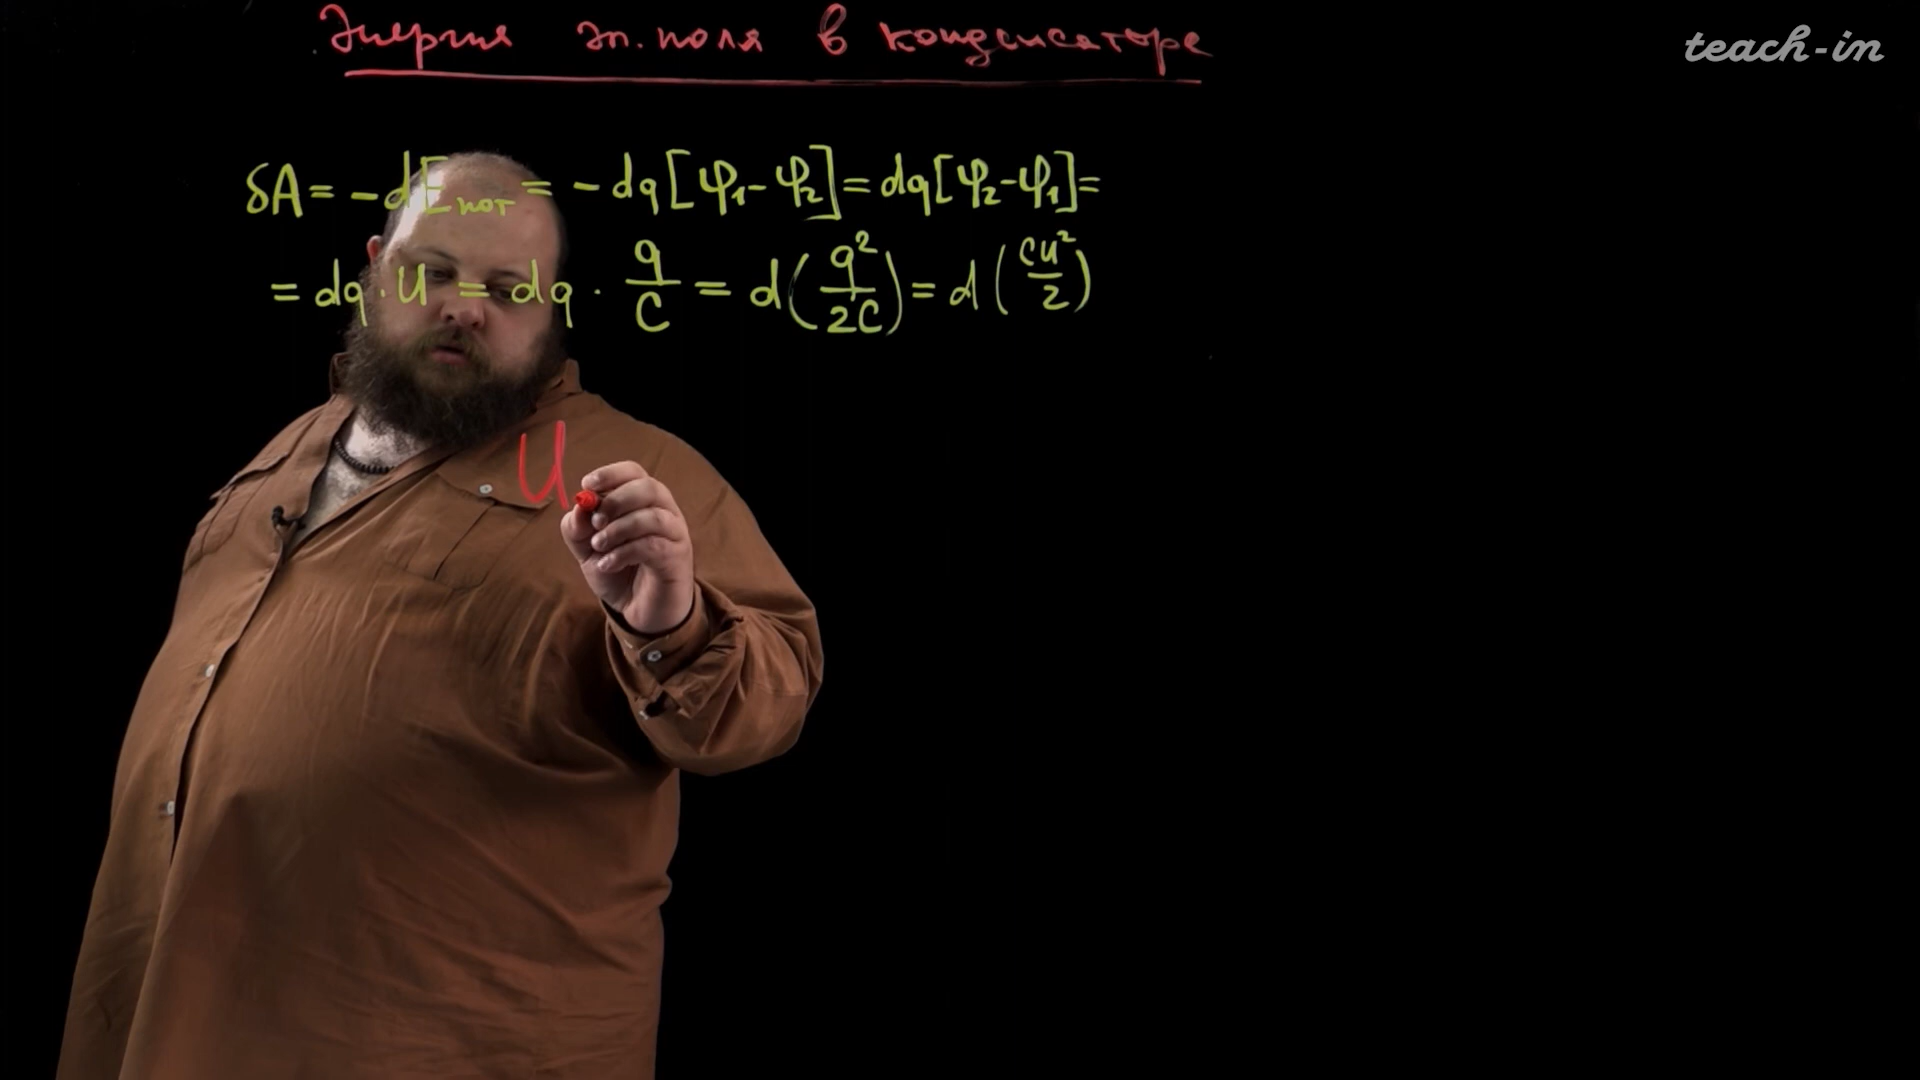 Энергия эл. поля в конденсаторе
teach-in
δA = -dEпот = -dq[φ₁-φ₂] = dq[φ₂-φ₁] =
= dq·U = dq · q/C = d(q²/2C) = d(CU²/2)
U